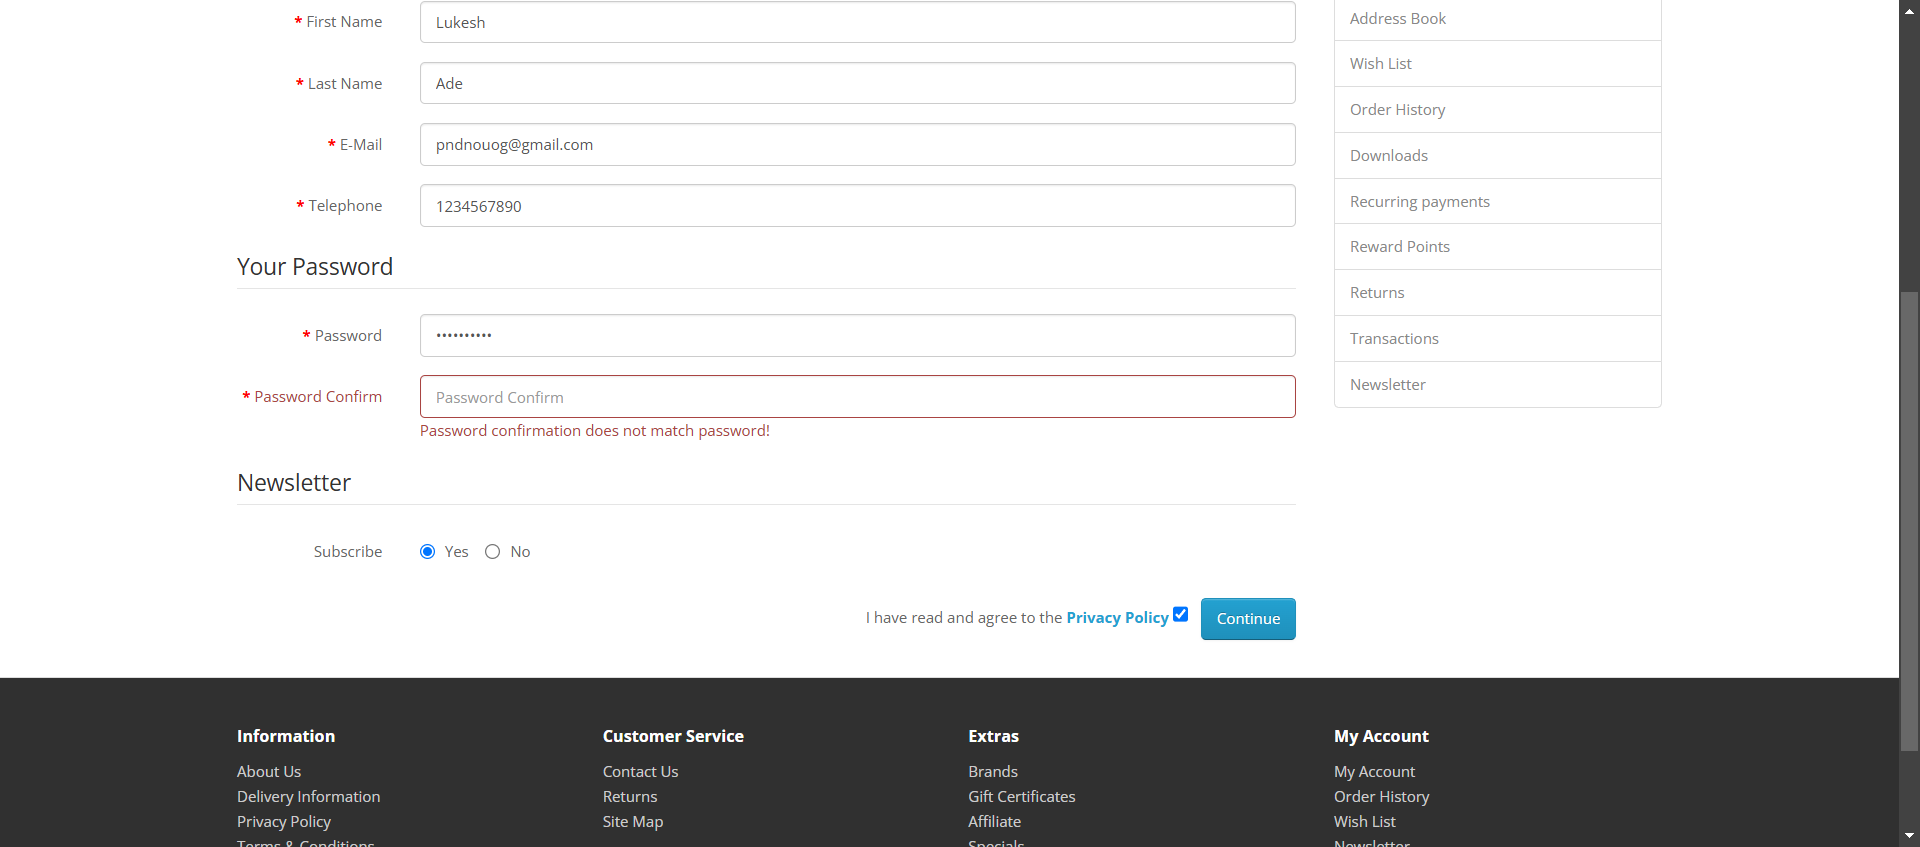 * First Name
Lukesh
* Last Name
Ade
* E-Mail
pndnouog@gmail.com
* Telephone
1234567890
Your Password
* Password
••••••••••
* Password Confirm
Password Confirm
Password confirmation does not match password!
Newsletter
Subscribe
Yes No
I have read and agree to the Privacy Policy
Continue
Address Book
Wish List
Order History
Downloads
Recurring payments
Reward Points
Returns
Transactions
Newsletter
Information
About Us
Delivery Information
Privacy Policy
Terms & Conditions
Customer Service
Contact Us
Returns
Site Map
Extras
Brands
Gift Certificates
Affiliate
Specials
My Account
My Account
Order History
Wish List
Newsletter